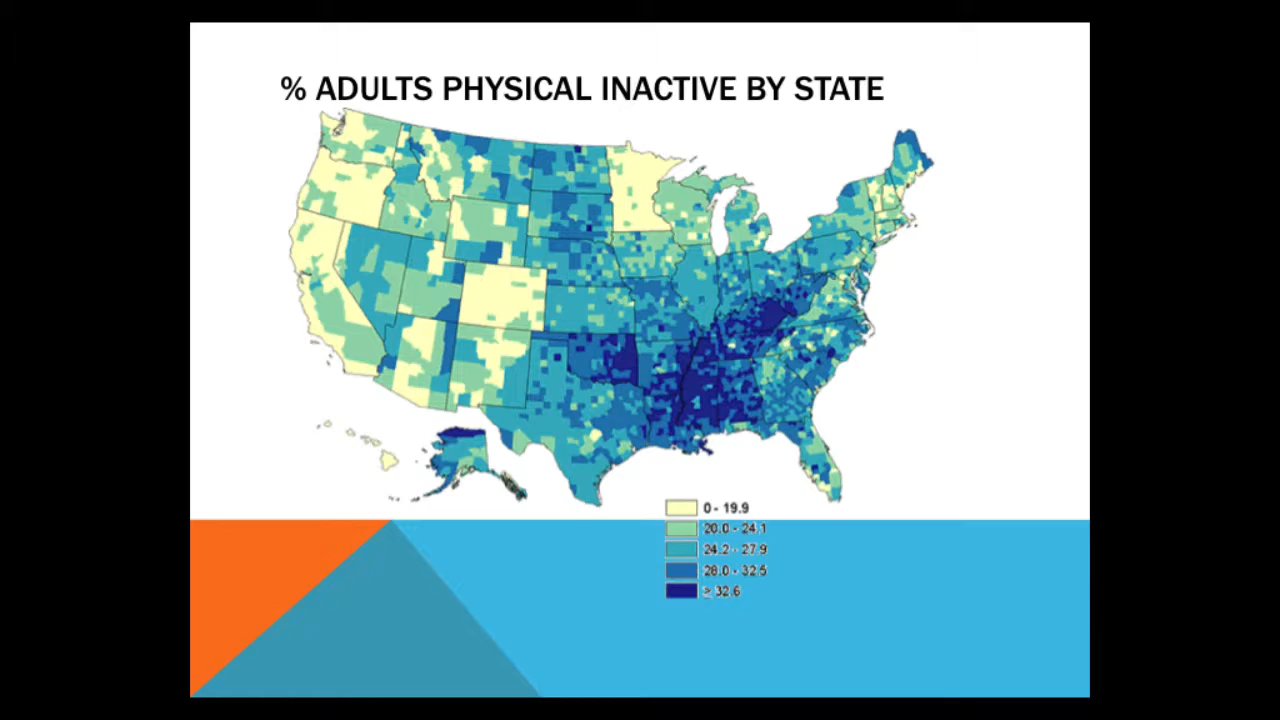 % ADULTS PHYSICAL INACTIVE BY STATE
0 - 19.9
20.0 - 24.1
24.2 - 27.9
28.0 - 32.5
≥ 32.6